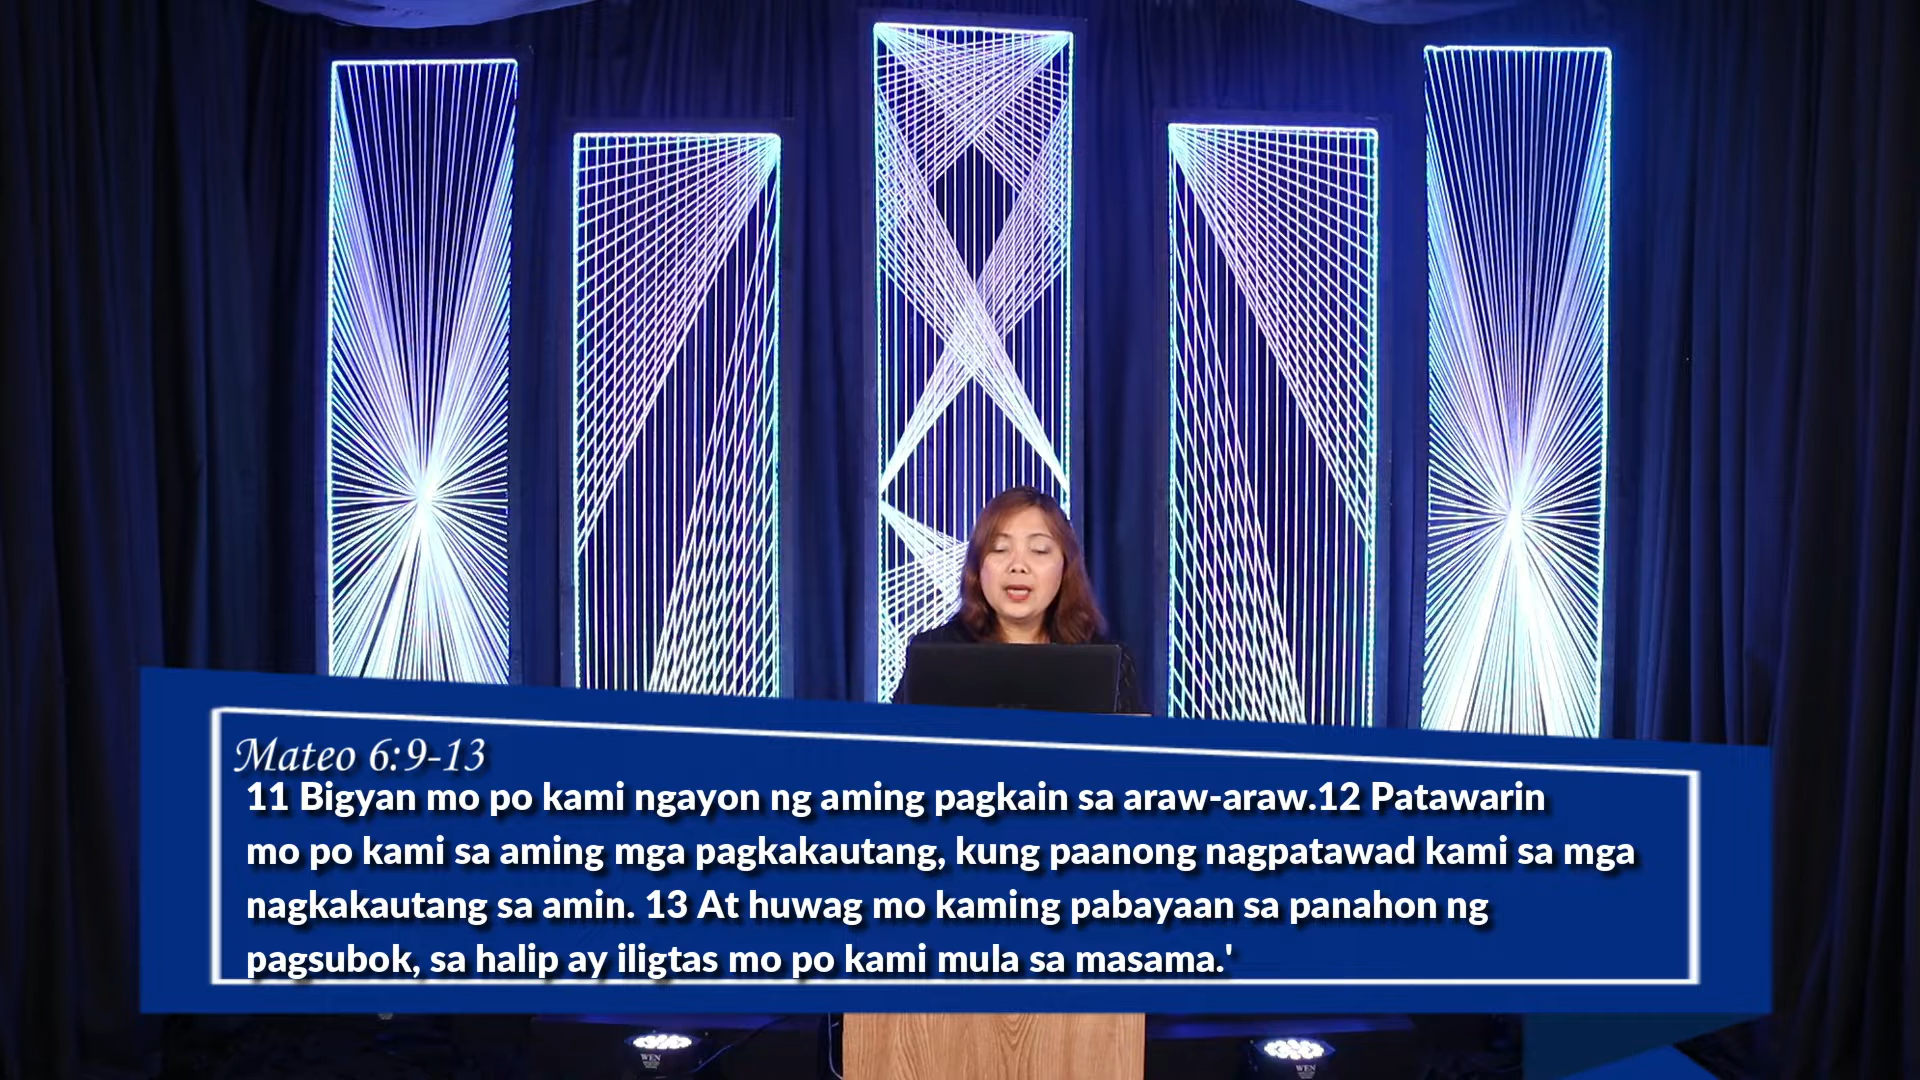 Mateo 6:9-13
11 Bigyan mo po kami ngayon ng aming pagkain sa araw-araw.12 Patawarin
mo po kami sa aming mga pagkakautang, kung paanong nagpatawad kami sa mga
nagkakautang sa amin. 13 At huwag mo kaming pabayaan sa panahon ng
pagsubok, sa halip ay iligtas mo po kami mula sa masama.'
WEN
WEN